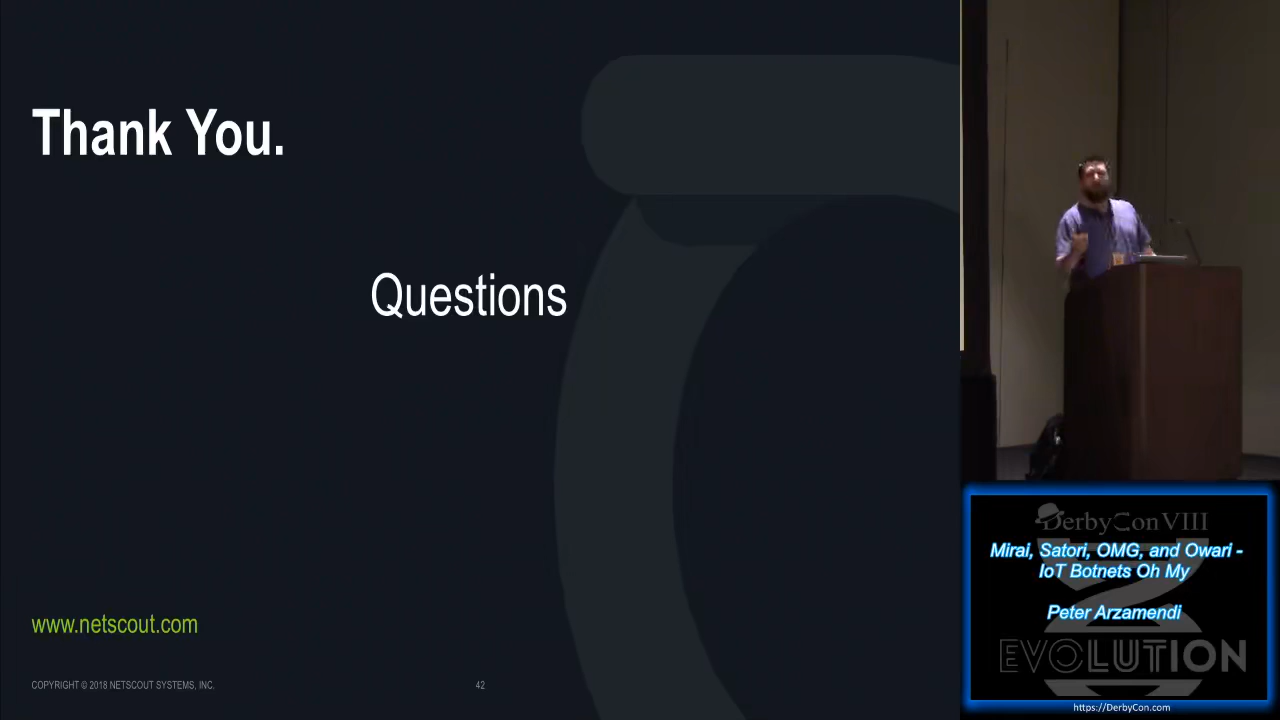 Thank You.
Questions
www.netscout.com
COPYRIGHT © 2018 NETSCOUT SYSTEMS, INC.
42
DerbyCon VIII
Mirai, Satori, OMG, and Owari -
IoT Botnets Oh My
Peter Arzamendi
EVOLUTION
https://DerbyCon.com